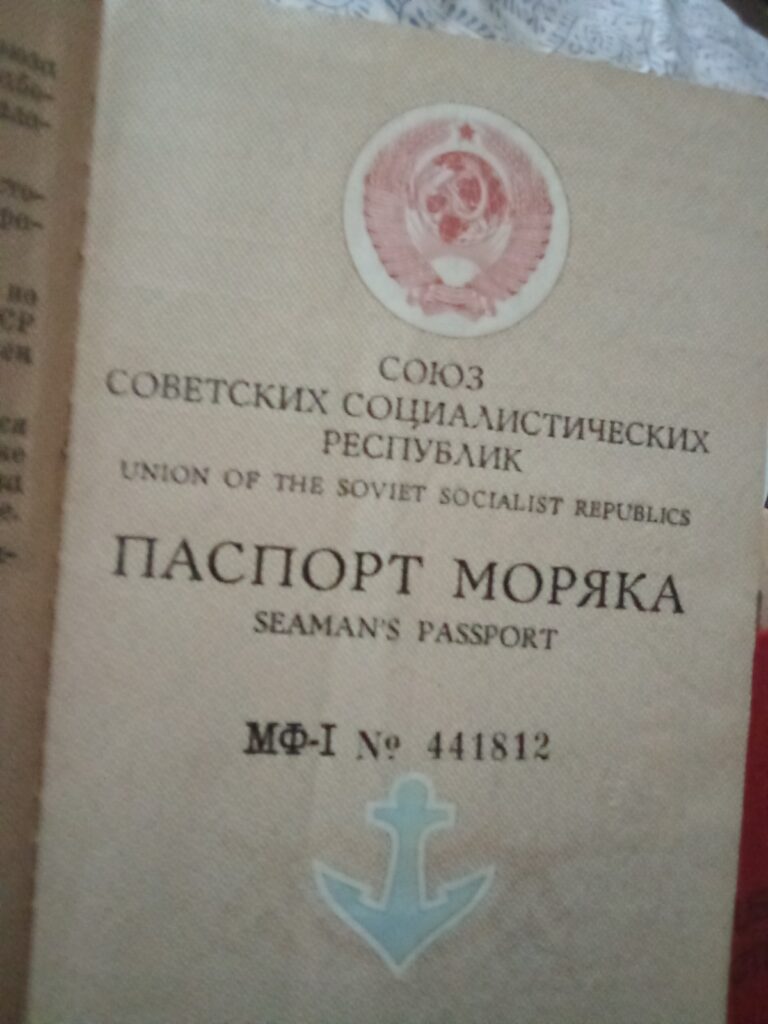 СОЮЗ
СОВЕТСКИХ СОЦИАЛИСТИЧЕСКИХ
РЕСПУБЛИК
UNION OF THE SOVIET SOCIALIST REPUBLICS
ПАСПОРТ МОРЯКА
SEAMAN'S PASSPORT
МФ-I № 441812